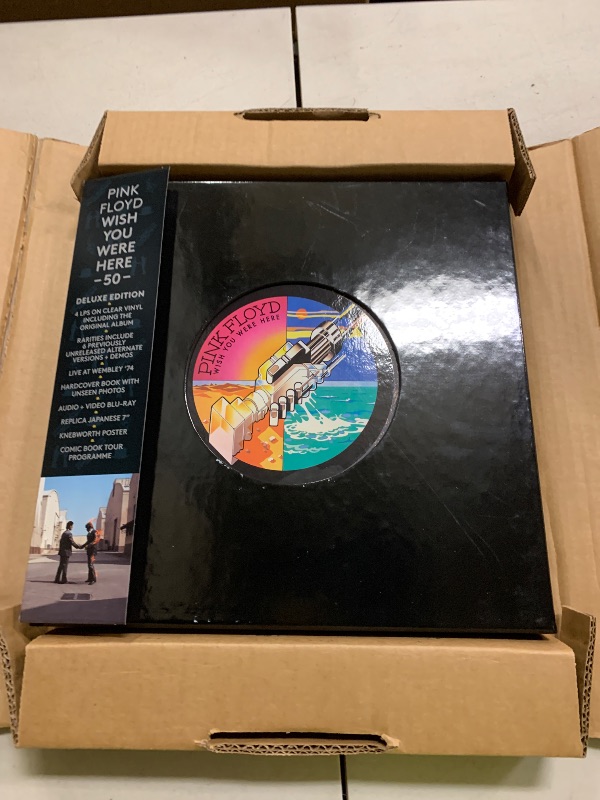 PINK
FLOYD
WISH
YOU
WERE
HERE
–50–
DELUXE EDITION
4 LPS ON CLEAR VINYL
INCLUDING THE
ORIGINAL ALBUM
RARITIES INCLUDE
6 PREVIOUSLY
UNRELEASED ALTERNATE
VERSIONS + DEMOS
LIVE AT WEMBLEY '74
HARDCOVER BOOK WITH
UNSEEN PHOTOS
AUDIO + VIDEO BLU-RAY
REPLICA JAPANESE 7"
KNEBWORTH POSTER
COMIC BOOK TOUR
PROGRAMME
PINK FLOYD
WISH YOU WERE HERE